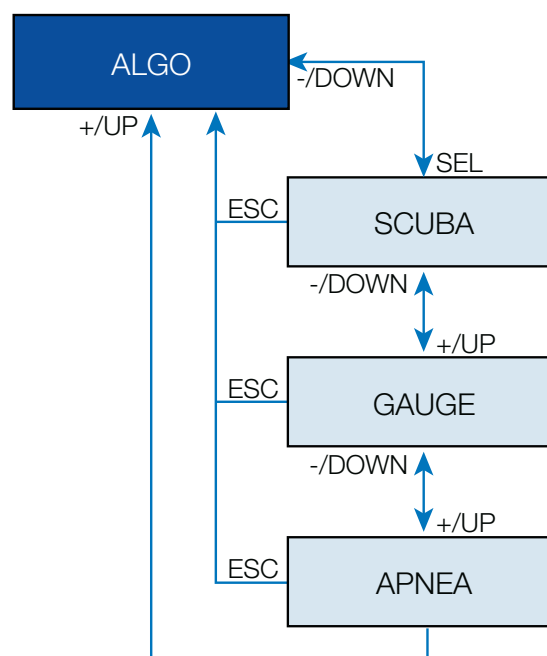 ALGO
-/DOWN
+/UP
SEL
ESC
SCUBA
-/DOWN
+/UP
ESC
GAUGE
-/DOWN
+/UP
ESC
APNEA